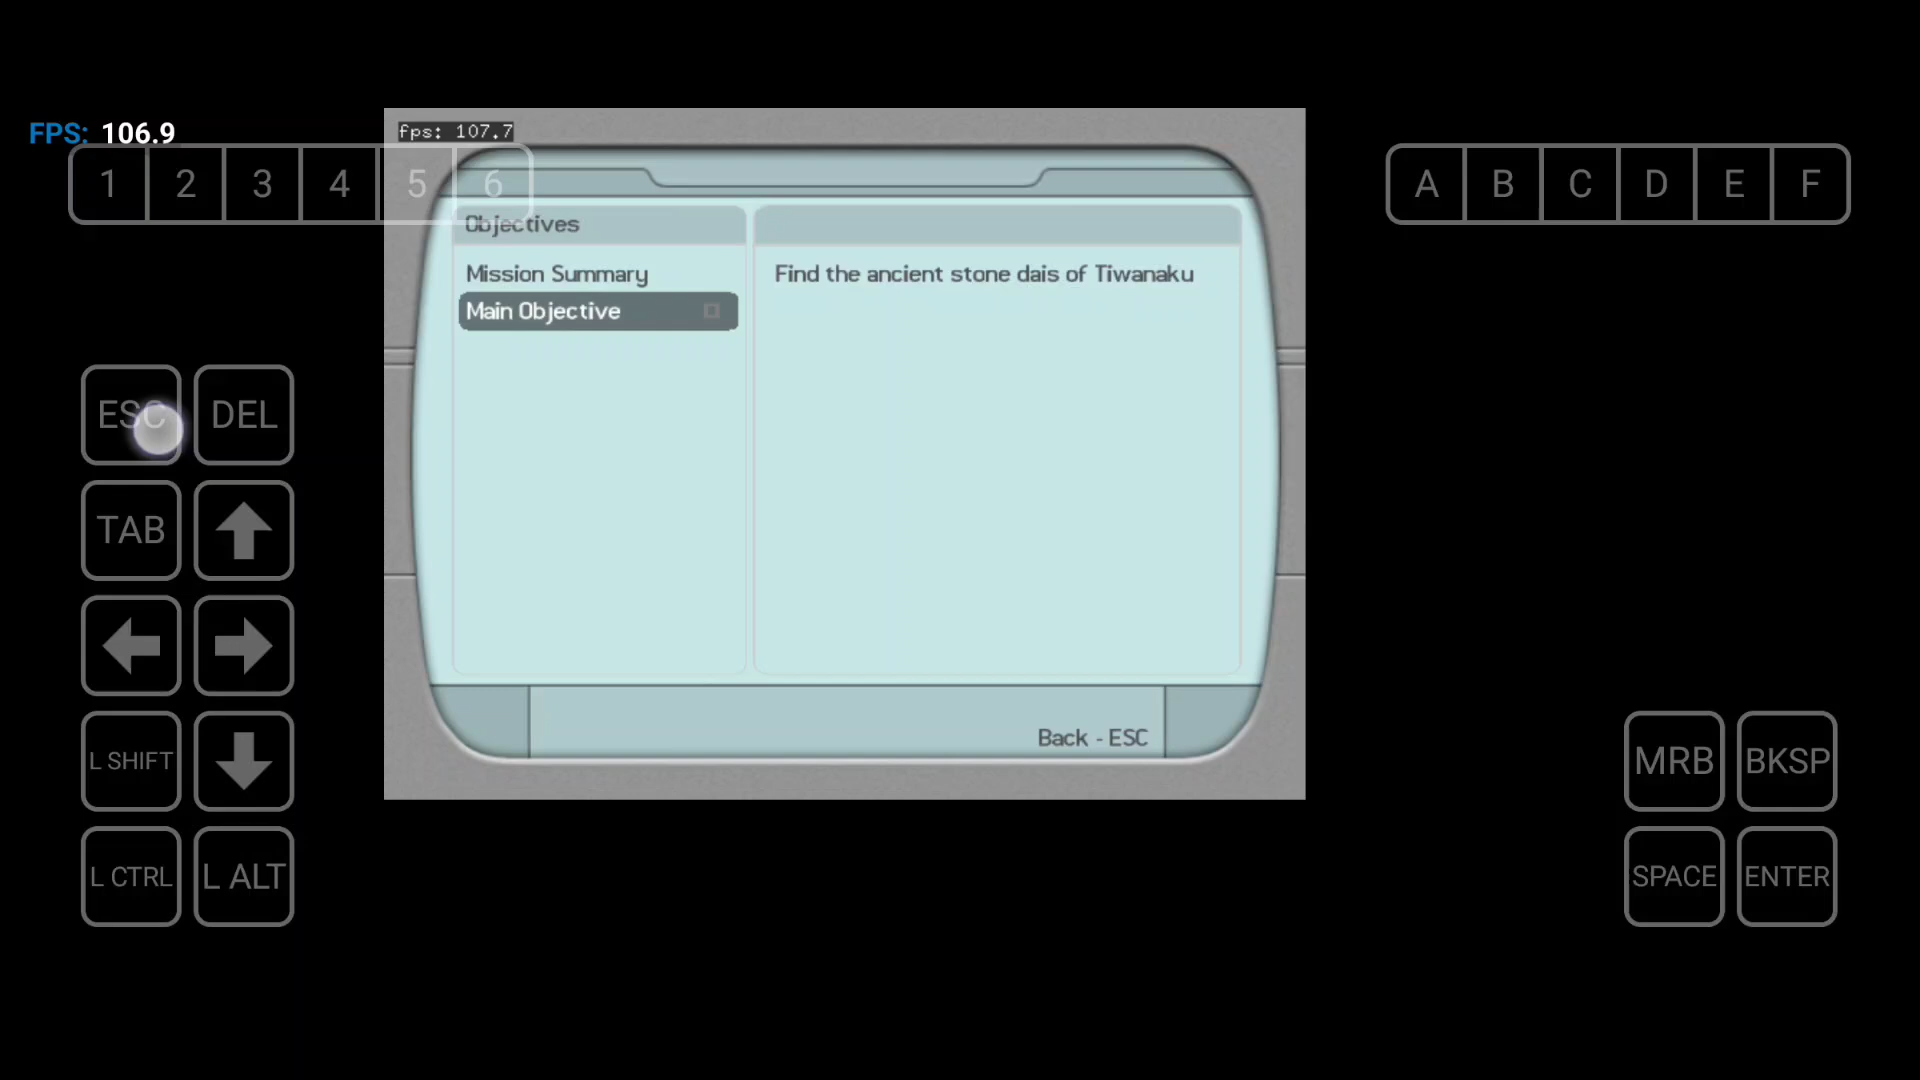 FPS: 106.9
fps: 107.7
1 2 3 4 5 6
A B C D E F
Objectives
Mission Summary
Main Objective
Find the ancient stone dais of Tiwanaku
Back - ESC
ESC DEL
TAB
L SHIFT
L CTRL L ALT
MRB BKSP
SPACE ENTER